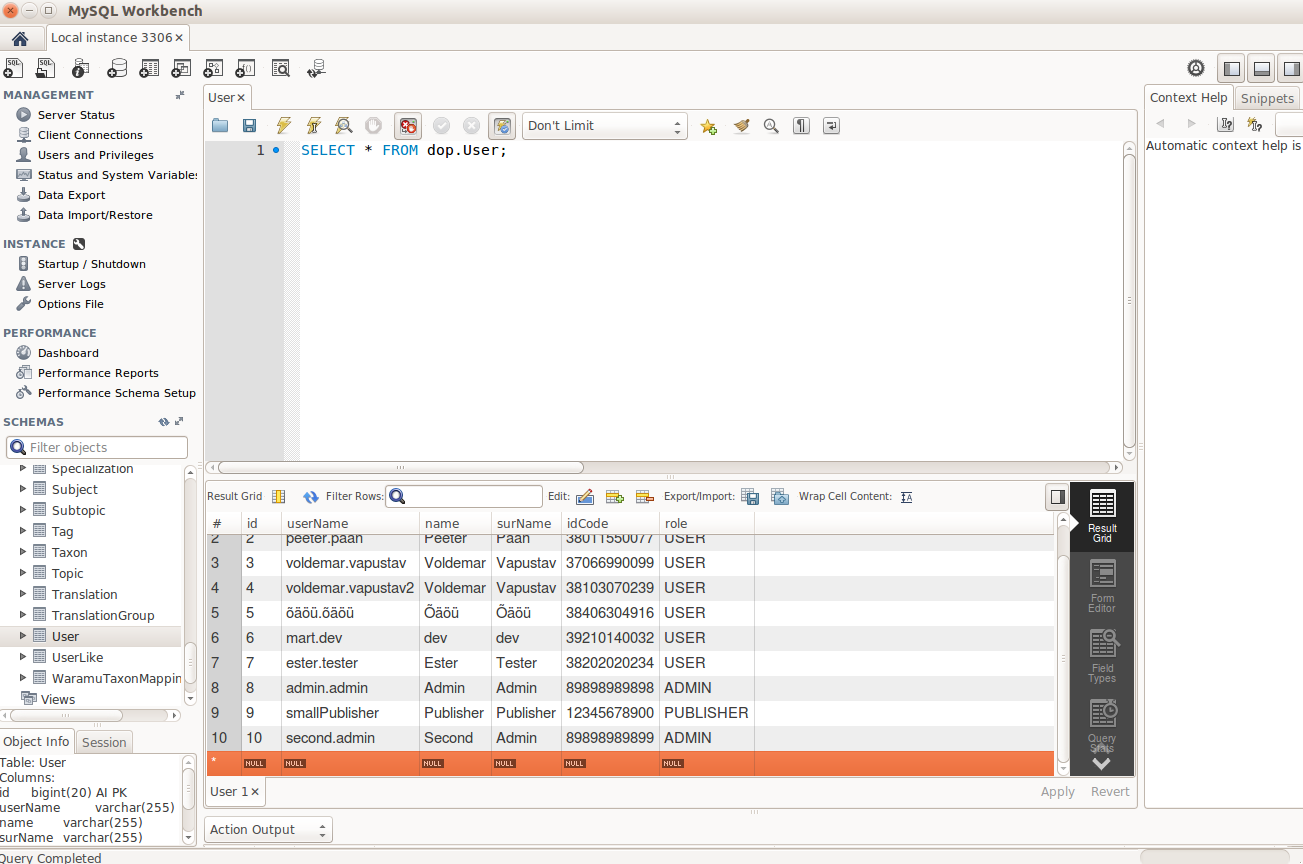 MySQL Workbench
Local instance 3306 ×
MANAGEMENT
Server Status
Client Connections
Users and Privileges
Status and System Variables
Data Export
Data Import/Restore
INSTANCE
Startup / Shutdown
Server Logs
Options File
PERFORMANCE
Dashboard
Performance Reports
Performance Schema Setup
SCHEMAS
Filter objects
Specialization
Subject
Subtopic
Tag
Taxon
Topic
Translation
TranslationGroup
User
UserLike
WaramuTaxonMappin
Views
Object Info Session
Table: User
Columns:
id bigint(20) AI PK
userName varchar(255)
name varchar(255)
surName varchar(255)
Query Completed
User ×
Don't Limit
1 SELECT * FROM dop.User;
Result Grid Filter Rows: Edit: Export/Import: Wrap Cell Content:
# id userName name surName idCode role
2 2 peeter.paan Peeter Paan 38011550077 USER
3 3 voldemar.vapustav Voldemar Vapustav 37066990099 USER
4 4 voldemar.vapustav2 Voldemar Vapustav 38103070239 USER
5 5 õäöü.õäöü Õäöü Õäöü 38406304916 USER
6 6 mart.dev dev dev 39210140032 USER
7 7 ester.tester Ester Tester 38202020234 USER
8 8 admin.admin Admin Admin 89898989898 ADMIN
9 9 smallPublisher Publisher Publisher 12345678900 PUBLISHER
10 10 second.admin Second Admin 89898989899 ADMIN
* NULL NULL NULL NULL NULL NULL
Result
Grid
Form
Editor
Field
Types
Query
Stats
User 1 ×
Apply Revert
Action Output
Context Help Snippets
Automatic context help is